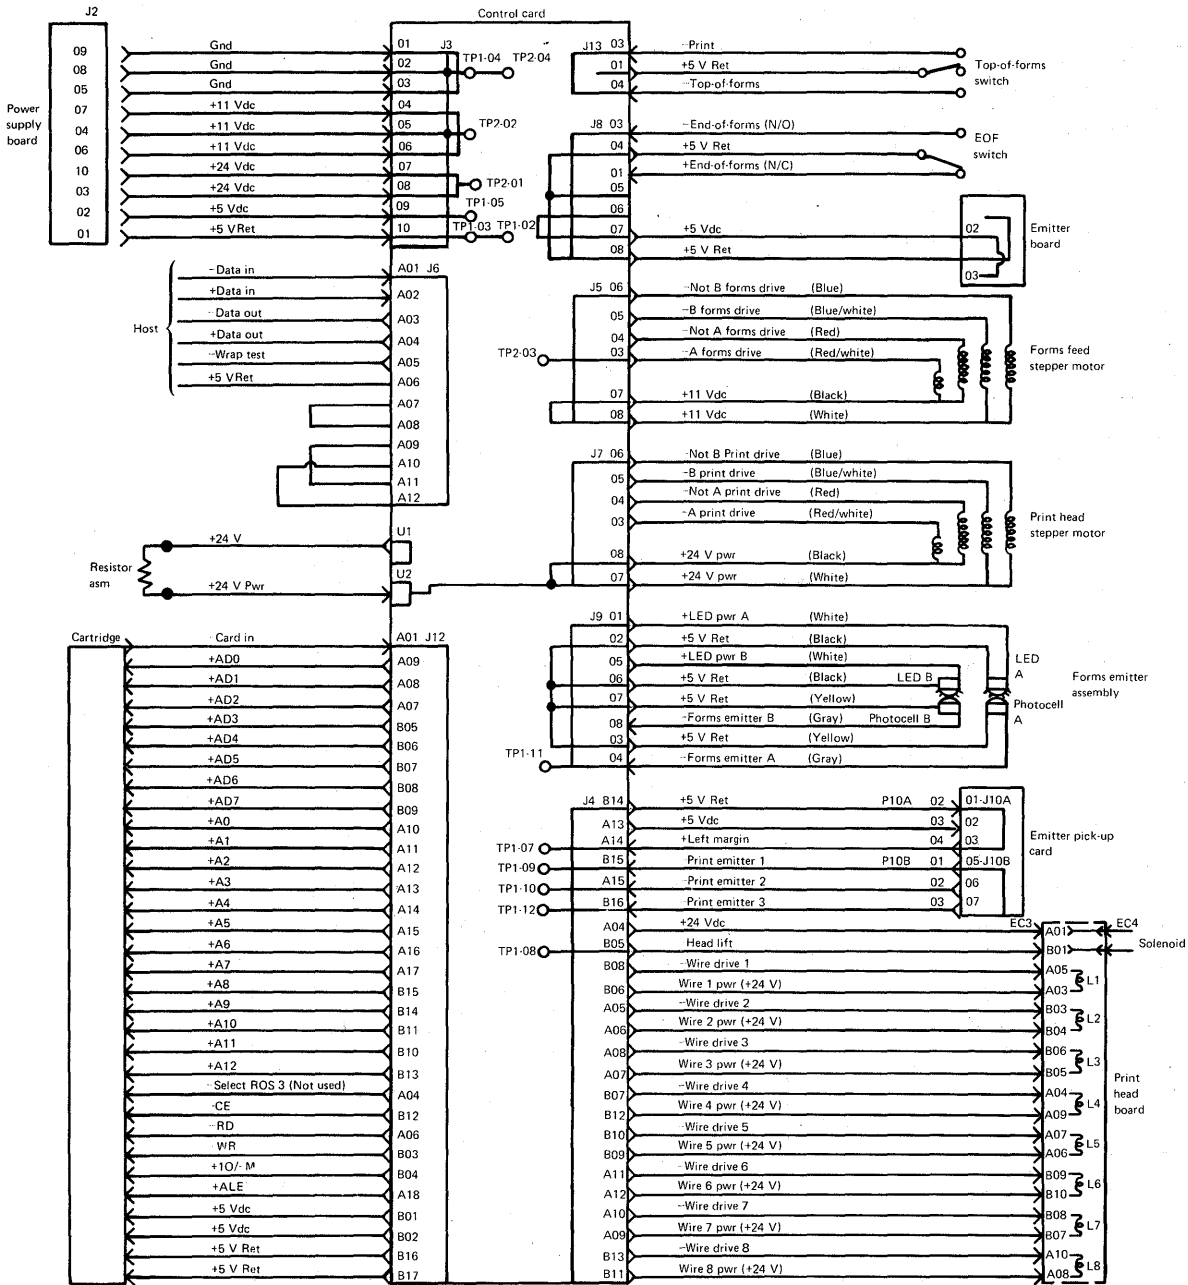 Control card
J2
Power supply board
09 Gnd 01 J3
08 Gnd 02 TP1-04 TP2-04
05 Gnd 03
07 +11 Vdc 04
04 +11 Vdc 05 TP2-02
06 +11 Vdc 06
10 +24 Vdc 07
03 +24 Vdc 08 TP2-01
02 +5 Vdc 09 TP1-05
01 +5 VRet 10 TP1-03 TP1-02
Host
-Data in A01 J6
+Data in A02
-Data out A03
+Data out A04
-Wrap test A05
+5 VRet A06
A07
A08
A09
A10
A11
A12
Resistor asm
+24 V U1
+24 V Pwr U2
Cartridge
Card in A01 J12
+AD0 A09
+AD1 A08
+AD2 A07
+AD3 B05
+AD4 B06
+AD5 B07
+AD6 B08
+AD7 B09
+A0 A10
+A1 A11
+A2 A12
+A3 A13
+A4 A14
+A5 A15
+A6 A16
+A7 A17
+A8 B15
+A9 B14
+A10 B11
+A11 B10
+A12 B13
-Select ROS 3 (Not used) A04
-CE B12
-RD A06
-WR B03
+1O/-M B04
+ALE A18
+5 Vdc B01
+5 Vdc B02
+5 V Ret B16
+5 V Ret B17
J13 03 -Print
01 +5 V Ret
04 -Top-of-forms
Top-of-forms switch
J8 03 -End-of-forms (N/O)
04 +5 V Ret
01 +End-of-forms (N/C)
EOF switch
05
06
07 +5 Vdc 02
08 +5 V Ret 03
Emitter board
J5 06 -Not B forms drive (Blue)
05 -B forms drive (Blue/white)
04 -Not A forms drive (Red)
TP2-03 03 -A forms drive (Red/white)
07 +11 Vdc (Black)
08 +11 Vdc (White)
Forms feed stepper motor
J7 06 -Not B Print drive (Blue)
05 -B print drive (Blue/white)
04 -Not A print drive (Red)
03 -A print drive (Red/white)
08 +24 V pwr (Black)
07 +24 V pwr (White)
Print head stepper motor
J9 01 +LED pwr A (White)
02 +5 V Ret (Black)
05 +LED pwr B (White)
06 +5 V Ret (Black) LED B
07 +5 V Ret (Yellow)
08 -Forms emitter B (Gray) Photocell B
03 +5 V Ret (Yellow)
TP1-11 04 -Forms emitter A (Gray)
LED A
Photocell A
Forms emitter assembly
J4 B14 +5 V Ret P10A 02 01-J10A
A13 +5 Vdc 03 02
TP1-07 A14 +Left margin 04 03
TP1-09 B15 Print emitter 1 P10B 01 05-J10B
TP1-10 A15 -Print emitter 2 02 06
TP1-12 B16 -Print emitter 3 03 07
Emitter pick-up card
A04 +24 Vdc EC3 A01 EC4
TP1-08 B05 Head lift B01 Solenoid
B08 -Wire drive 1 A05
B06 Wire 1 pwr (+24 V) A03 L1
A05 -Wire drive 2 B03
A06 Wire 2 pwr (+24 V) B04 L2
A08 -Wire drive 3 B06
A07 Wire 3 pwr (+24 V) B05 L3
B07 -Wire drive 4 A04
B12 Wire 4 pwr (+24 V) A09 L4
B10 -Wire drive 5 A07
B09 Wire 5 pwr (+24 V) A06 L5
A11 -Wire drive 6 B09
A12 Wire 6 pwr (+24 V) B10 L6
A10 -Wire drive 7 B08
A09 Wire 7 pwr (+24 V) B07 L7
B13 -Wire drive 8 A10
B11 Wire 8 pwr (+24 V) A08 L8
Print head board